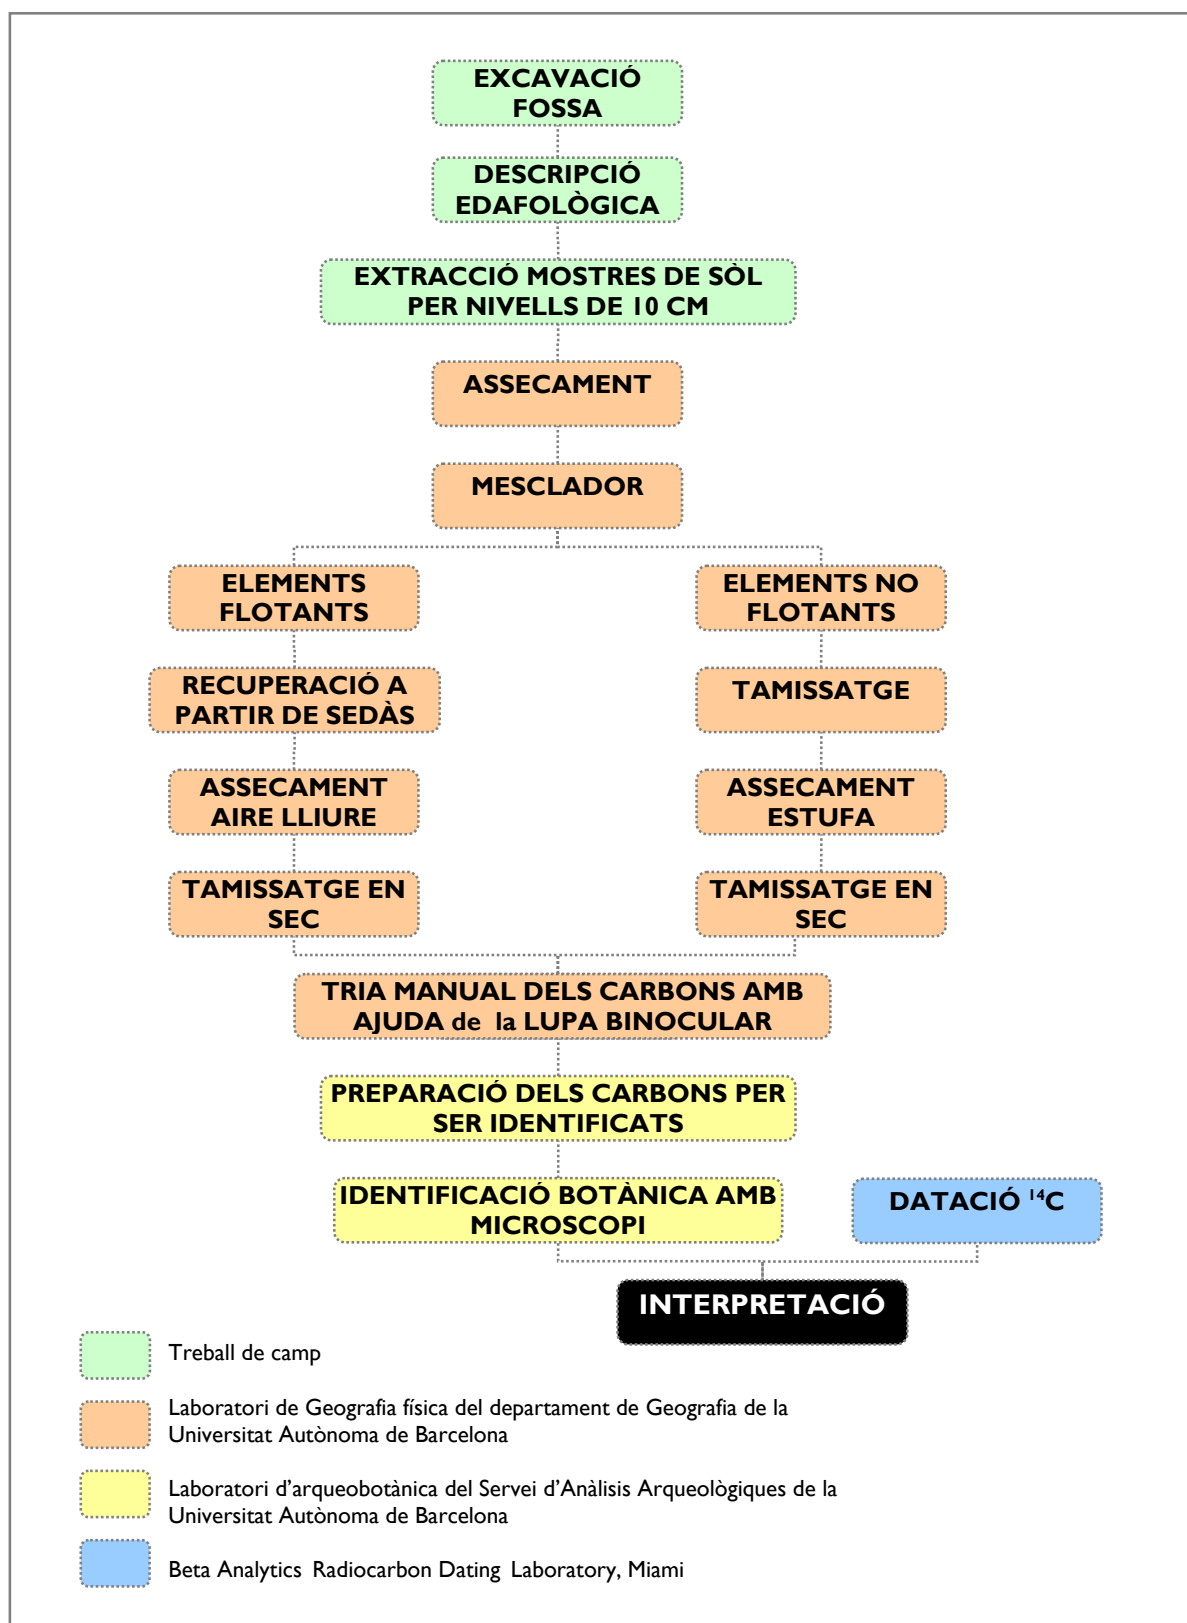 EXCAVACIÓ
FOSSA
DESCRIPCIÓ
EDAFOLÒGICA
EXTRACCIÓ MOSTRES DE SÒL
PER NIVELLS DE 10 CM
ASSECAMENT
MESCLADOR
ELEMENTS
FLOTANTS
ELEMENTS NO
FLOTANTS
RECUPERACIÓ A
PARTIR DE SEDÀS
TAMISSATGE
ASSECAMENT
AIRE LLIURE
ASSECAMENT
ESTUFA
TAMISSATGE EN
SEC
TAMISSATGE EN
SEC
TRIA MANUAL DELS CARBONS AMB
AJUDA de la LUPA BINOCULAR
PREPARACIÓ DELS CARBONS PER
SER IDENTIFICATS
IDENTIFICACIÓ BOTÀNICA AMB
MICROSCOPI
DATACIÓ ¹⁴C
INTERPRETACIÓ
Treball de camp
Laboratori de Geografia física del departament de Geografia de la
Universitat Autònoma de Barcelona
Laboratori d'arqueobotànica del Servei d'Anàlisis Arqueològiques de la
Universitat Autònoma de Barcelona
Beta Analytics Radiocarbon Dating Laboratory, Miami